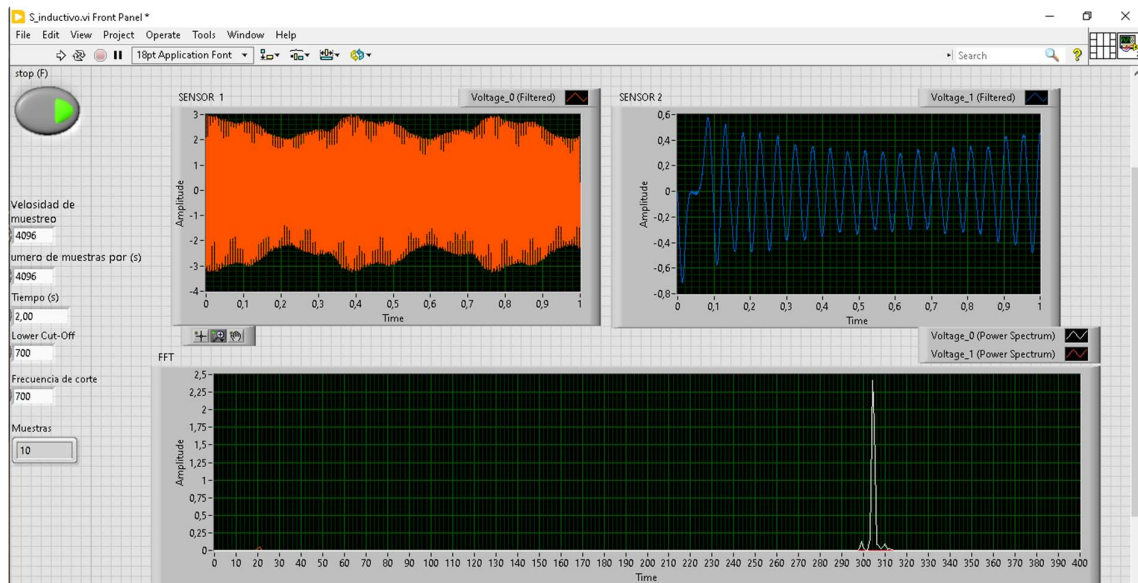 S_inductivo.vi Front Panel *
File Edit View Project Operate Tools Window Help
18pt Application Font
Search
stop (F)
SENSOR 1
Voltage_0 (Filtered)
Amplitude
3
2
1
0
-1
-2
-3
-4
0 0,1 0,2 0,3 0,4 0,5 0,6 0,7 0,8 0,9 1
Time
SENSOR 2
Voltage_1 (Filtered)
Amplitude
0,6
0,4
0,2
0
-0,2
-0,4
-0,6
-0,8
0 0,1 0,2 0,3 0,4 0,5 0,6 0,7 0,8 0,9 1
Time
Velosidad de
muestreo
4096
umero de muestras por (s)
4096
Tiempo (s)
2,00
Lower Cut-Off
700
Frecuencia de corte
700
Muestras
10
Voltage_0 (Power Spectrum)
Voltage_1 (Power Spectrum)
FFT
Amplitude
2,5
2,25
2
1,75
1,5
1,25
1
0,75
0,5
0,25
0
0 10 20 30 40 50 60 70 80 90 100 110 120 130 140 150 160 170 180 190 200 210 220 230 240 250 260 270 280 290 300 310 320 330 340 350 360 370 380 390 400
Time